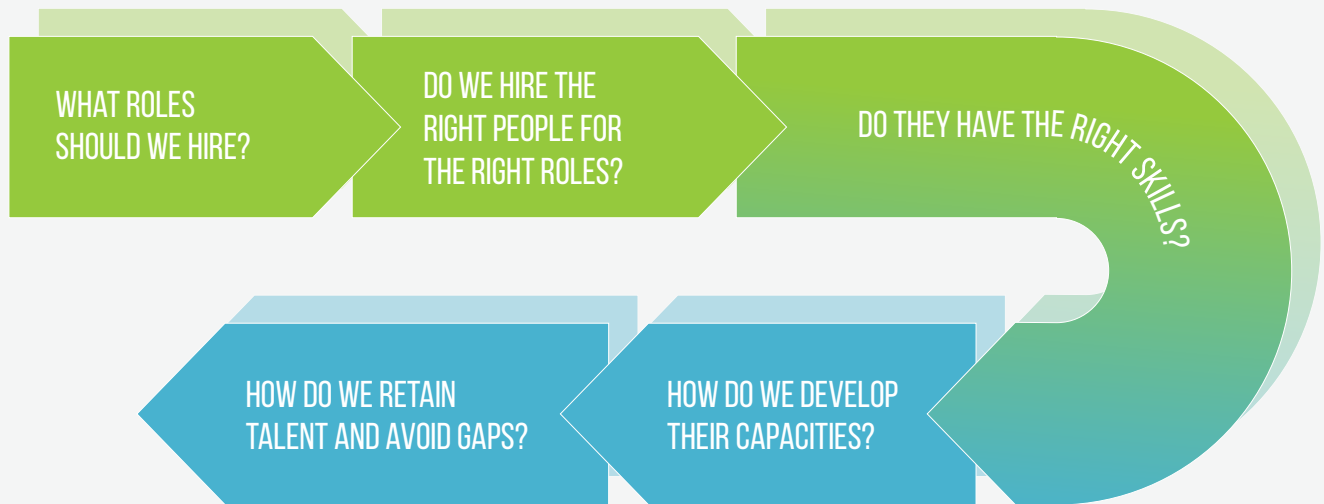 WHAT ROLES
SHOULD WE HIRE?
DO WE HIRE THE
RIGHT PEOPLE FOR
THE RIGHT ROLES?
DO THEY HAVE THE RIGHT SKILLS?
HOW DO WE DEVELOP
THEIR CAPACITIES?
HOW DO WE RETAIN
TALENT AND AVOID GAPS?